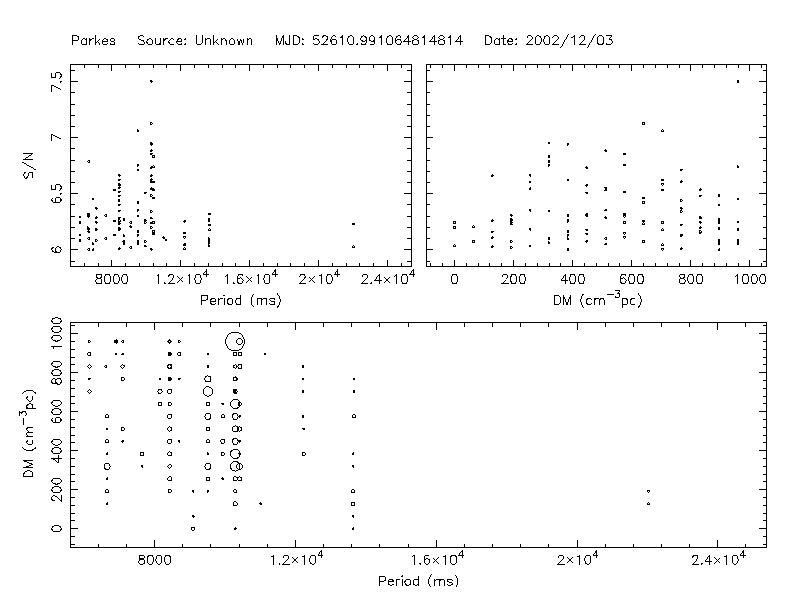 Parkes Source: Unknown MJD: 52610.991064814814 Date: 2002/12/03
7.5
7
6.5
6
S/N
8000 1.2×10⁴ 1.6×10⁴ 2×10⁴ 2.4×10⁴
Period (ms)
0 200 400 600 800 1000
DM (cm⁻³pc)
1000
800
600
400
200
0
DM (cm⁻³pc)
8000 1.2×10⁴ 1.6×10⁴ 2×10⁴ 2.4×10⁴
Period (ms)